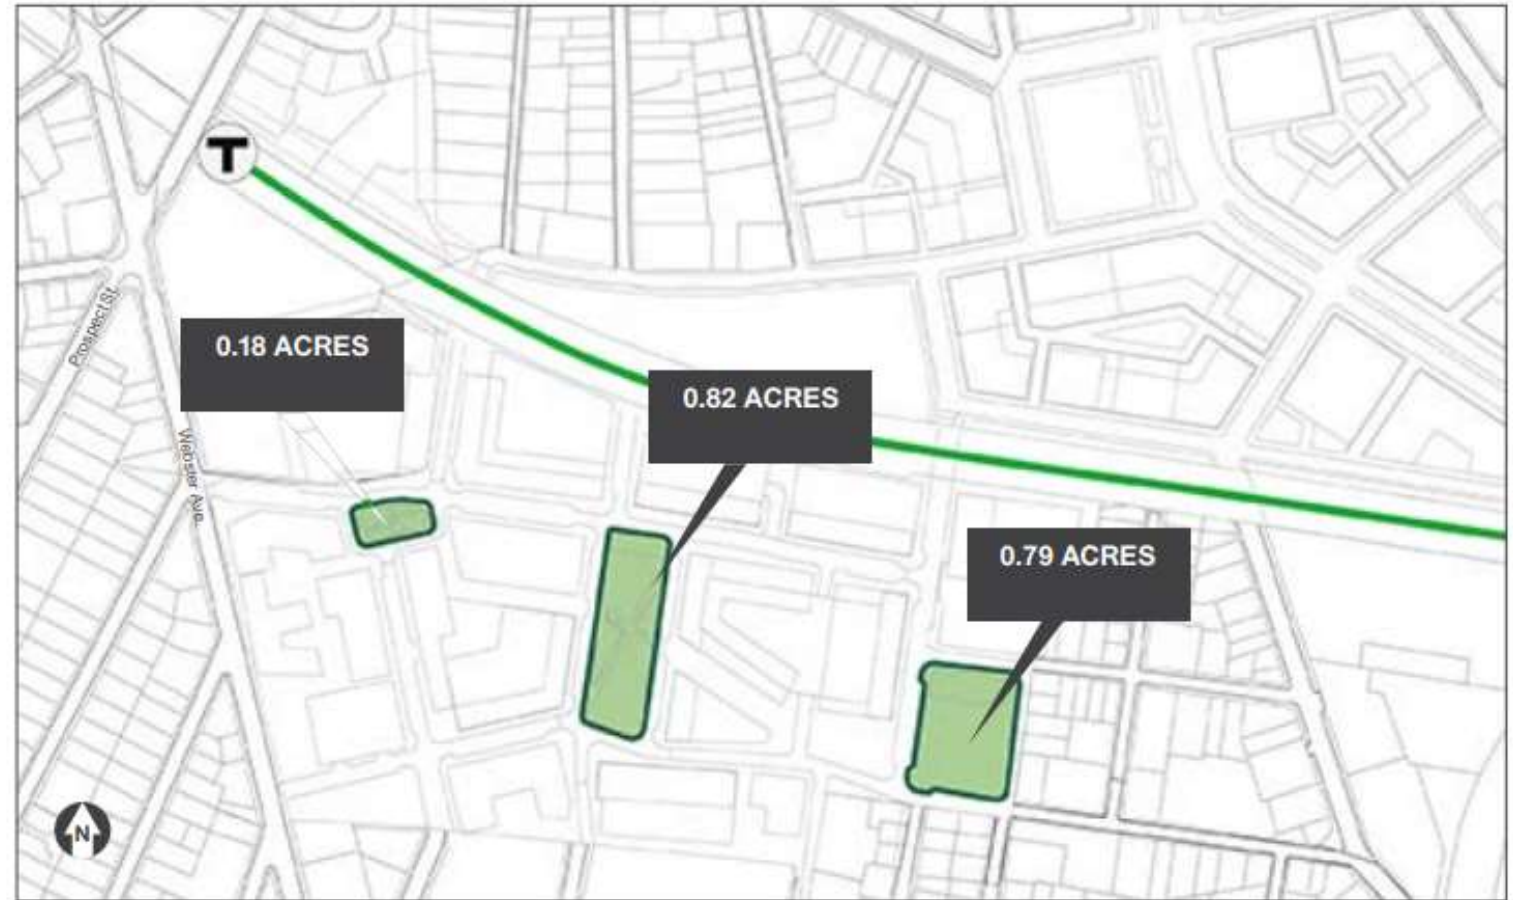 T
Prospect St.
0.18 ACRES
0.82 ACRES
Webster Ave.
0.79 ACRES
N